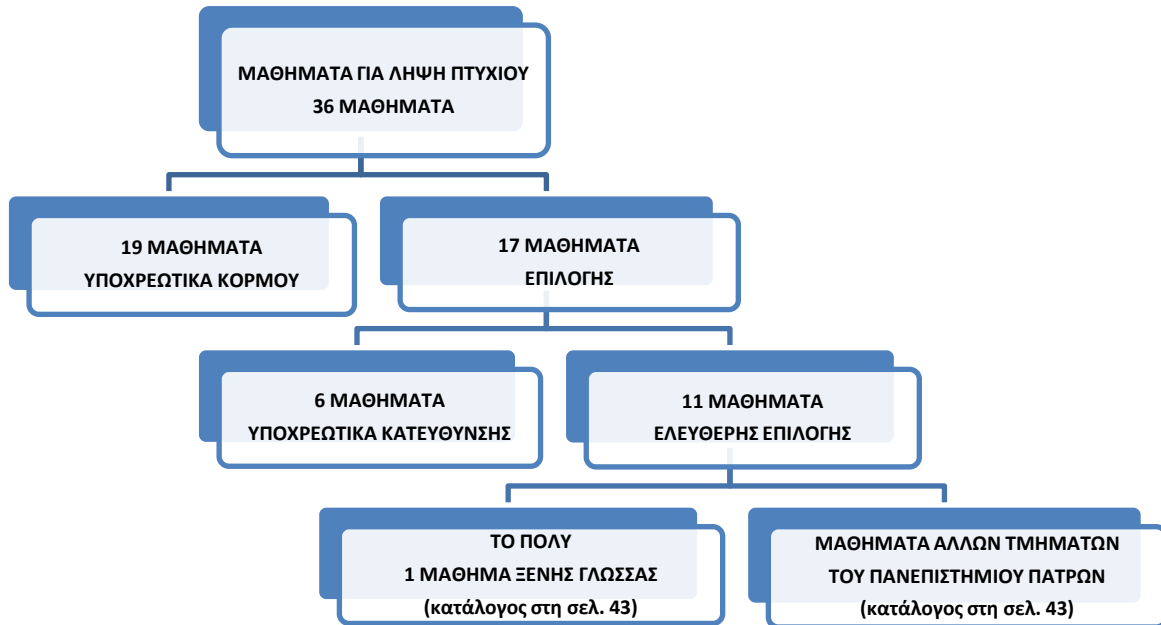 ΜΑΘΗΜΑΤΑ ΓΙΑ ΛΗΨΗ ΠΤΥΧΙΟΥ
36 ΜΑΘΗΜΑΤΑ
19 ΜΑΘΗΜΑΤΑ
ΥΠΟΧΡΕΩΤΙΚΑ ΚΟΡΜΟΥ
17 ΜΑΘΗΜΑΤΑ
ΕΠΙΛΟΓΗΣ
6 ΜΑΘΗΜΑΤΑ
ΥΠΟΧΡΕΩΤΙΚΑ ΚΑΤΕΥΘΥΝΣΗΣ
11 ΜΑΘΗΜΑΤΑ
ΕΛΕΥΘΕΡΗΣ ΕΠΙΛΟΓΗΣ
ΤΟ ΠΟΛΥ
1 ΜΑΘΗΜΑ ΞΕΝΗΣ ΓΛΩΣΣΑΣ
(κατάλογος στη σελ. 43)
ΜΑΘΗΜΑΤΑ ΑΛΛΩΝ ΤΜΗΜΑΤΩΝ
ΤΟΥ ΠΑΝΕΠΙΣΤΗΜΙΟΥ ΠΑΤΡΩΝ
(κατάλογος στη σελ. 43)